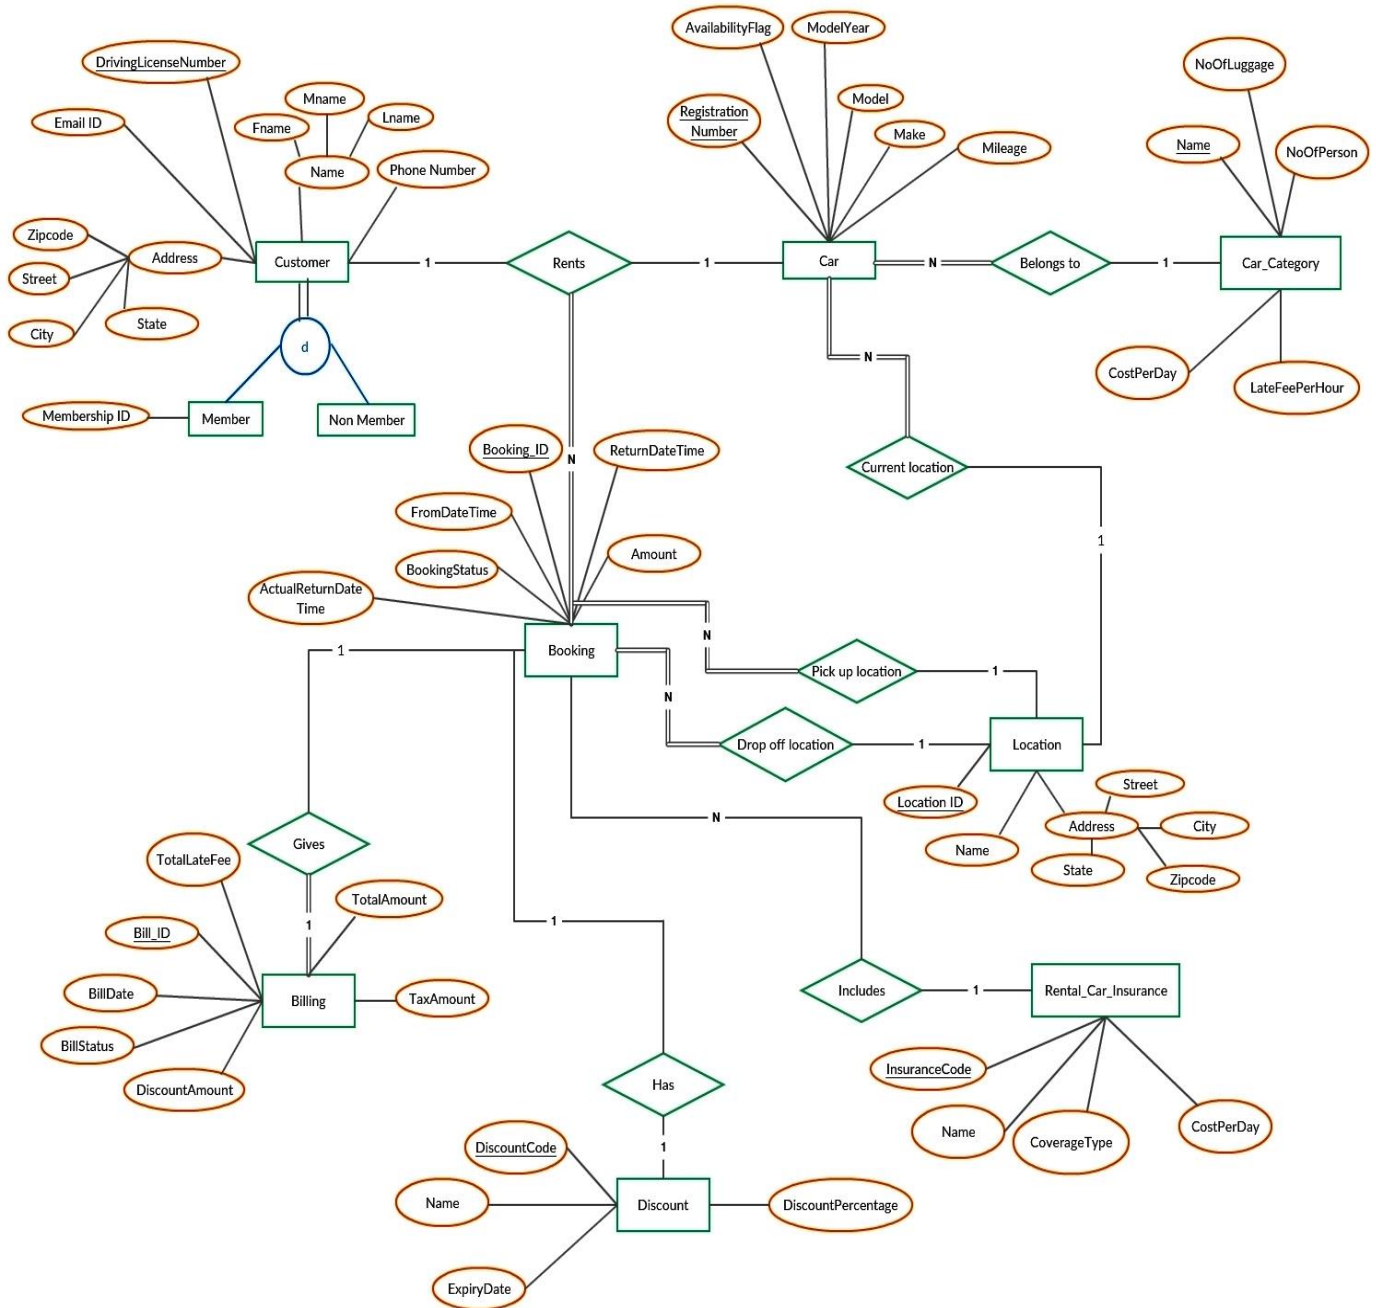 AvailabilityFlag
ModelYear
DrivingLicenseNumber
NoOfLuggage
Mname
Model
Email ID
Fname
Lname
Registration
Number
Make
Mileage
Name
NoOfPerson
Name
Phone Number
Zipcode
Address
Customer
1
Rents
1
Car
N
Belongs to
1
Car_Category
Street
City
State
d
N
CostPerDay
LateFeePerHour
Membership ID
Member
Non Member
Booking_ID
N
ReturnDateTime
Current location
FromDateTime
1
Amount
BookingStatus
ActualReturnDate
Time
1
Booking
N
Pick up location
1
N
Drop off location
1
Location
Location ID
Street
Address
City
Name
State
Zipcode
N
Gives
TotalLateFee
TotalAmount
1
1
Bill_ID
BillDate
Billing
TaxAmount
BillStatus
DiscountAmount
Includes
1
Rental_Car_Insurance
InsuranceCode
Name
CoverageType
CostPerDay
Has
1
DiscountCode
Name
Discount
DiscountPercentage
ExpiryDate